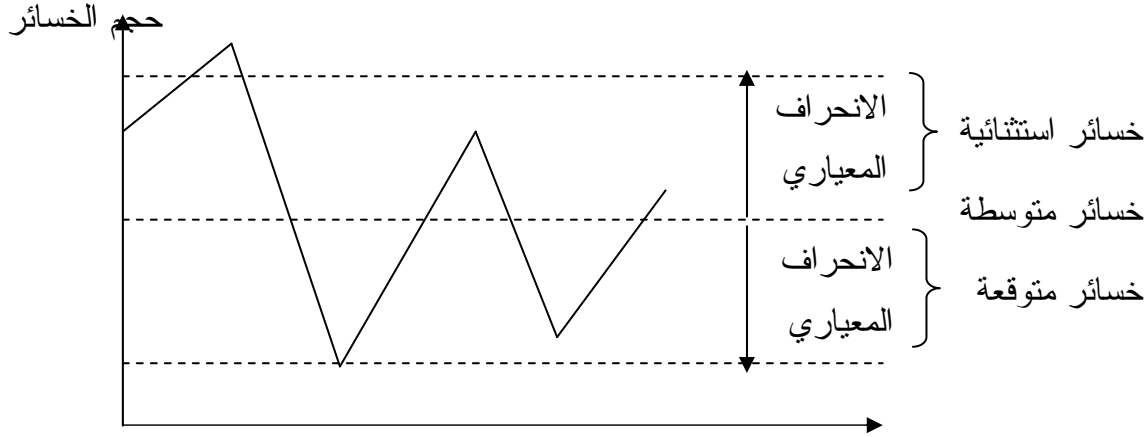 حجم الخسائر
الانحراف
المعياري
خسائر استثنائية
خسائر متوسطة
الانحراف
المعياري
خسائر متوقعة